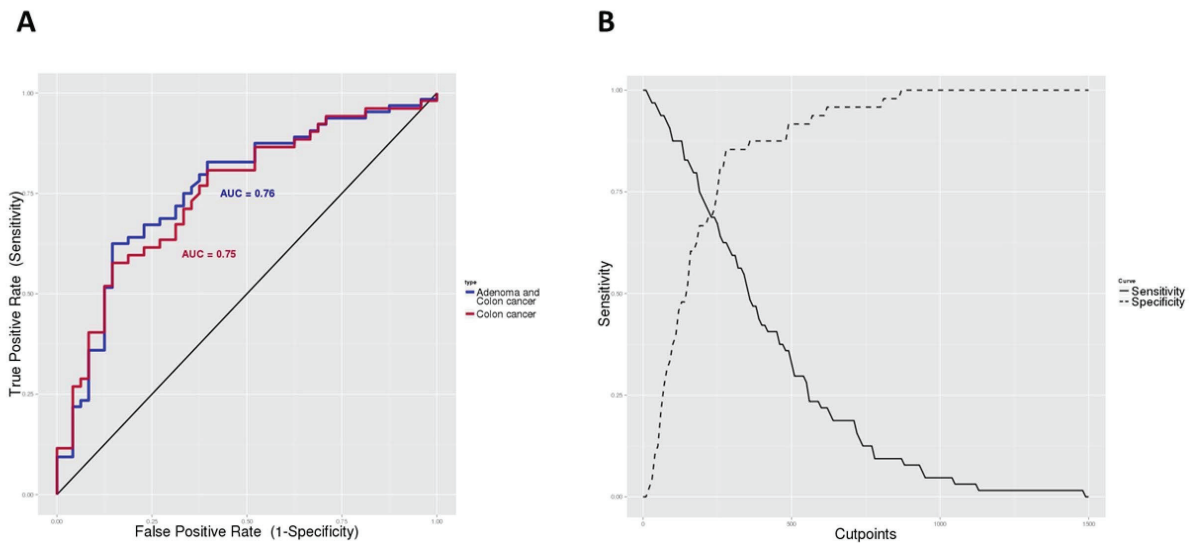 A
1.00
0.75
0.50
0.25
0.00
True Positive Rate (Sensitivity)
AUC = 0.76
AUC = 0.75
0.00 0.25 0.50 0.75 1.00
False Positive Rate (1-Specificity)
type
Adenoma and
Colon cancer
Colon cancer
B
1.00
0.75
0.50
0.25
0.00
Sensitivity
0 500 1000 1500
Cutpoints
Curve
Sensitivity
Specificity